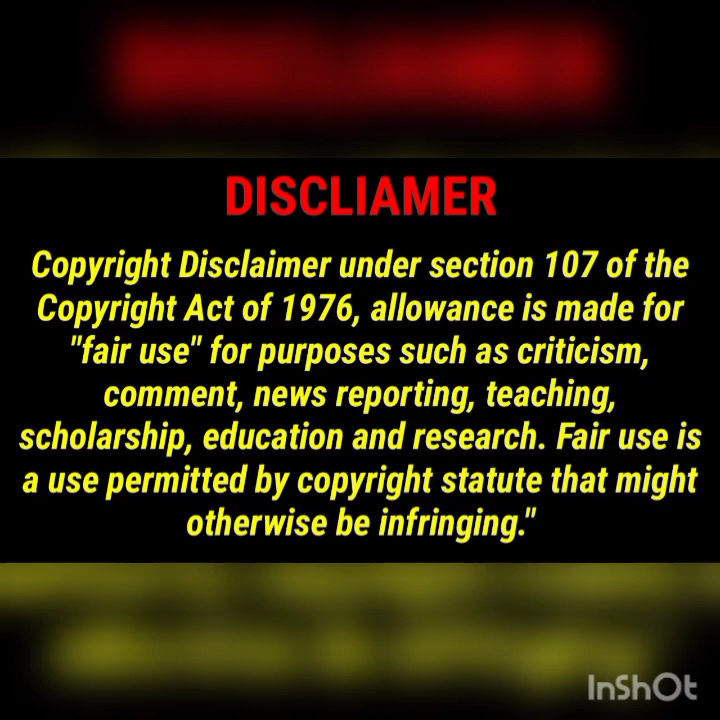 DISCLIAMER
Copyright Disclaimer under section 107 of the
Copyright Act of 1976, allowance is made for
"fair use" for purposes such as criticism,
comment, news reporting, teaching,
scholarship, education and research. Fair use is
a use permitted by copyright statute that might
otherwise be infringing."
InShOt